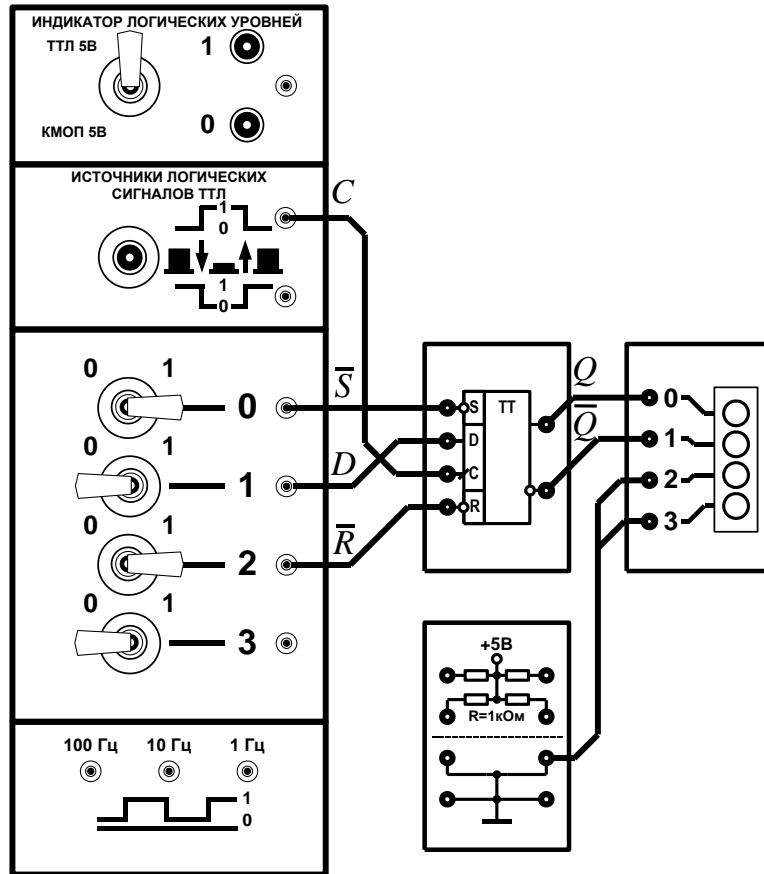 ИНДИКАТОР ЛОГИЧЕСКИХ УРОВНЕЙ
ТТЛ 5В
1
КМОП 5В
0
ИСТОЧНИКИ ЛОГИЧЕСКИХ
СИГНАЛОВ ТТЛ
1
0
1
0
C
0 1
0
S̅
0 1
1
D
0 1
2
R̅
0 1
3
100 Гц 10 Гц 1 Гц
1
0
S TT
D
C
R
Q
Q̅
0
1
2
3
+5В
R=1кОм